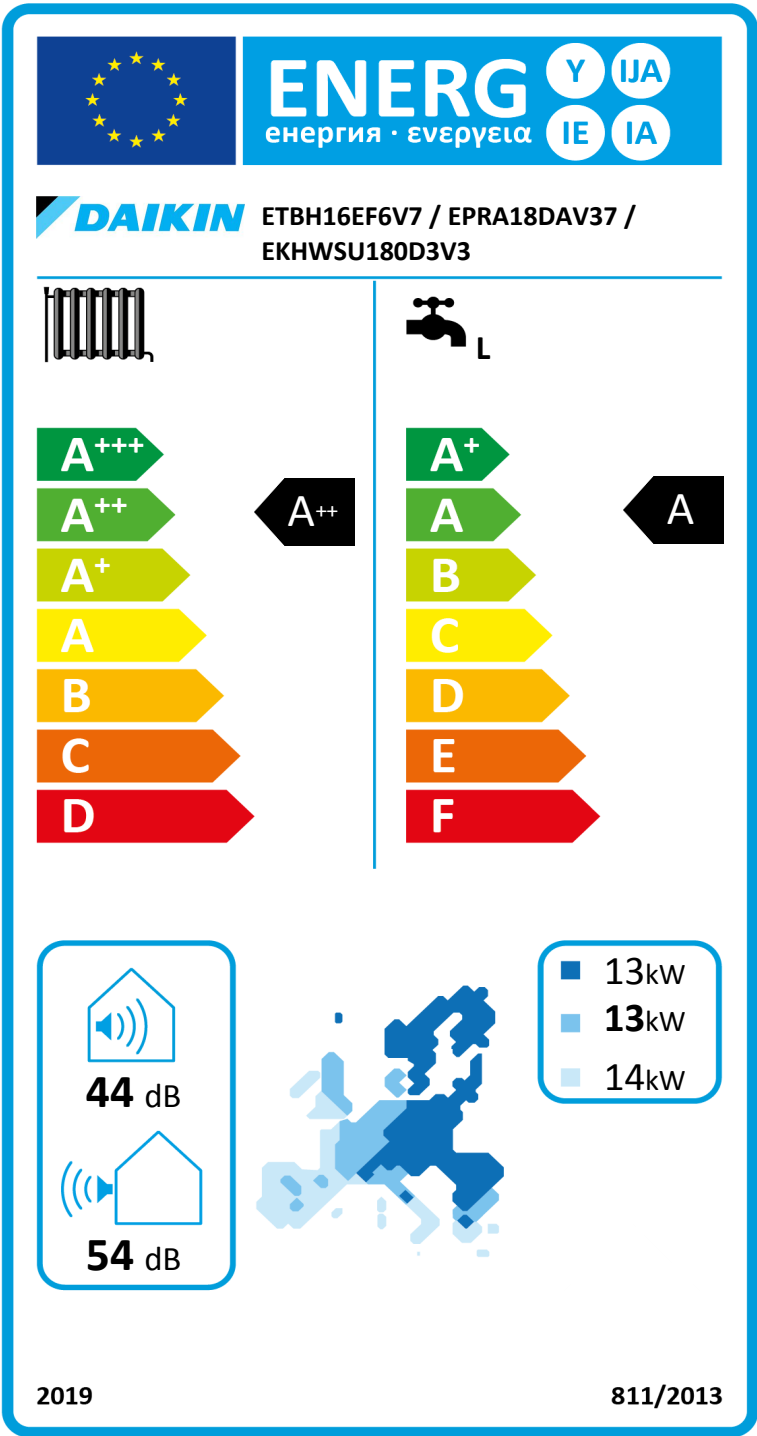 ENERG
енергия · ενεργεια
Y IJA
IE IA
DAIKIN
ETBH16EF6V7 / EPRA18DAV37 /
EKHWSU180D3V3
L
A+++
A++
A+
A
B
C
D
A++
A+
A
B
C
D
E
F
A
44 dB
54 dB
13kW
13kW
14kW
2019
811/2013